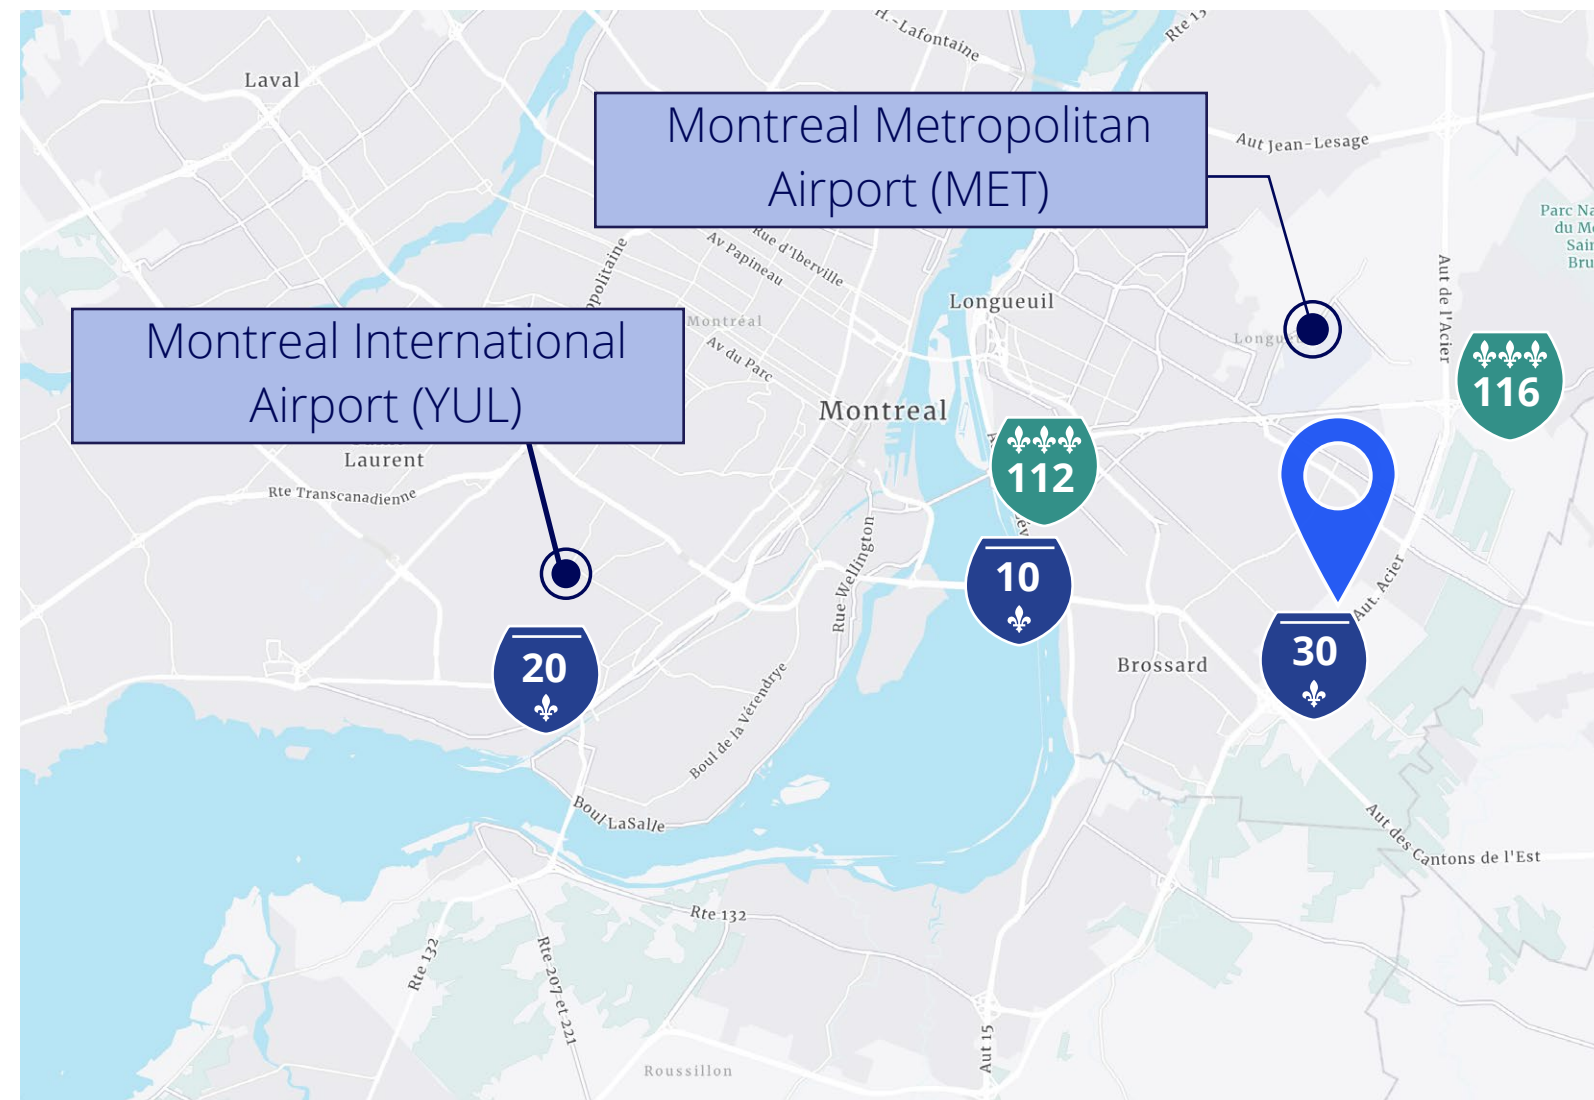 H.-Lafontaine
Laval
Montreal Metropolitan
Airport (MET)
Aut Jean-Lesage
Rue d'Iberville
Av Papineau
Aut de l'Acier
Longueuil
Montreal International
Airport (YUL)
Montréal
Av du Parc
116
Montreal
Laurent
Rte Transcanadienne
112
Rue Wellington
10
Aut. Acier
20
30
Brossard
Boul de la Vérendrye
Boul LaSalle
Aut des Cantons de l'Est
Rte 132
Rte 132
Rte 207 et 221
Aut 15
Roussillon